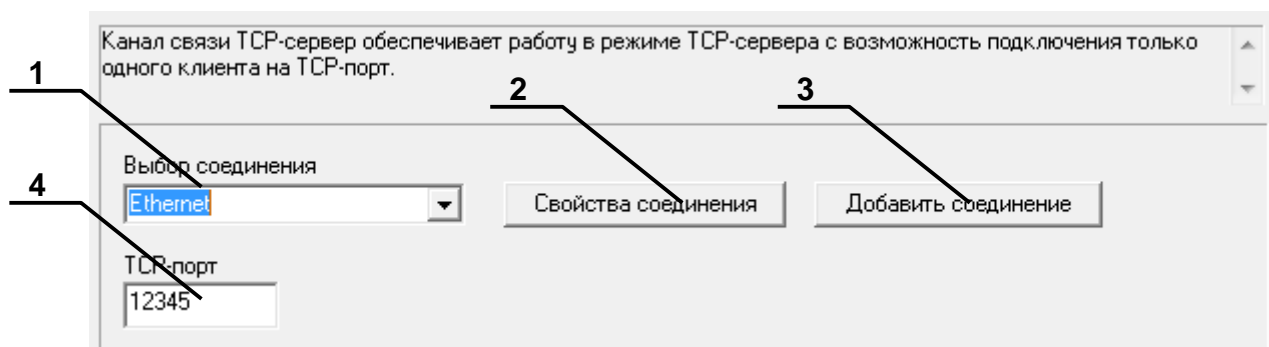 Канал связи TCP-сервер обеспечивает работу в режиме TCP-сервера с возможность подключения только
одного клиента на TCP-порт.
1
2
3
Выбор соединения
4
Ethernet
Свойства соединения
Добавить соединение
TCP-порт
12345